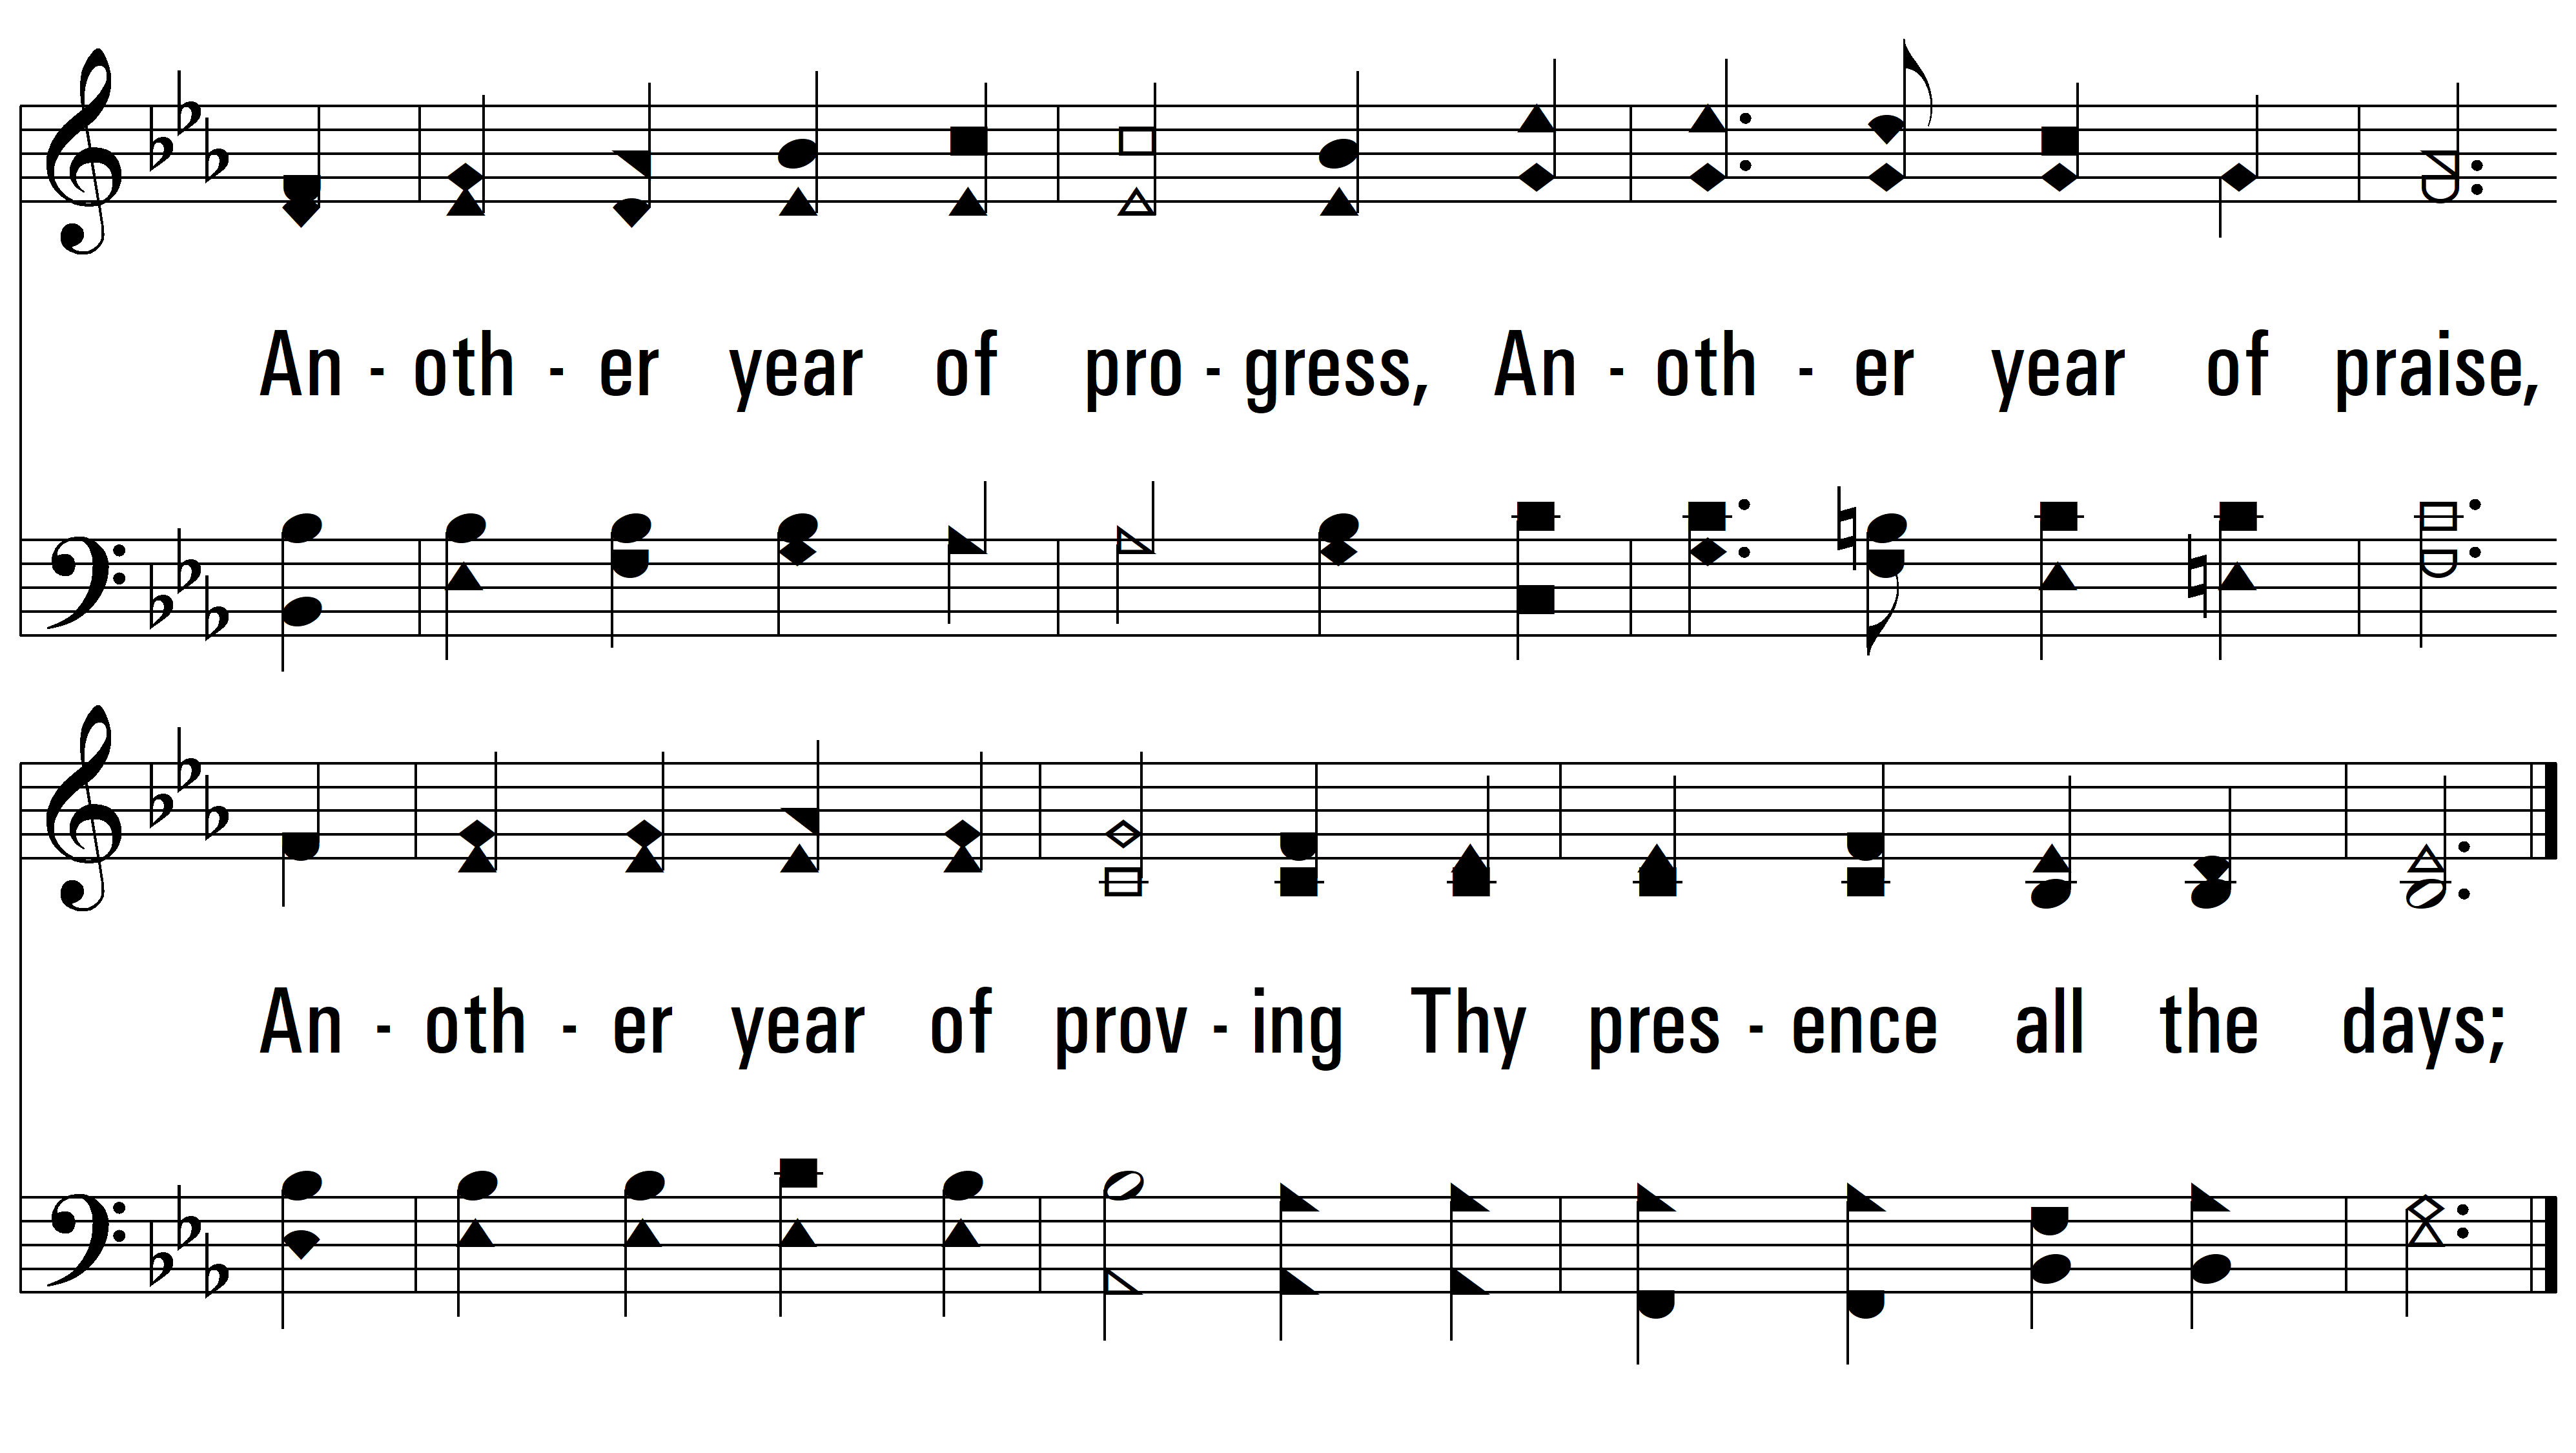 An - oth - er year of pro - gress, An - oth - er year of praise,
An - oth - er year of prov - ing Thy pres - ence all the days;